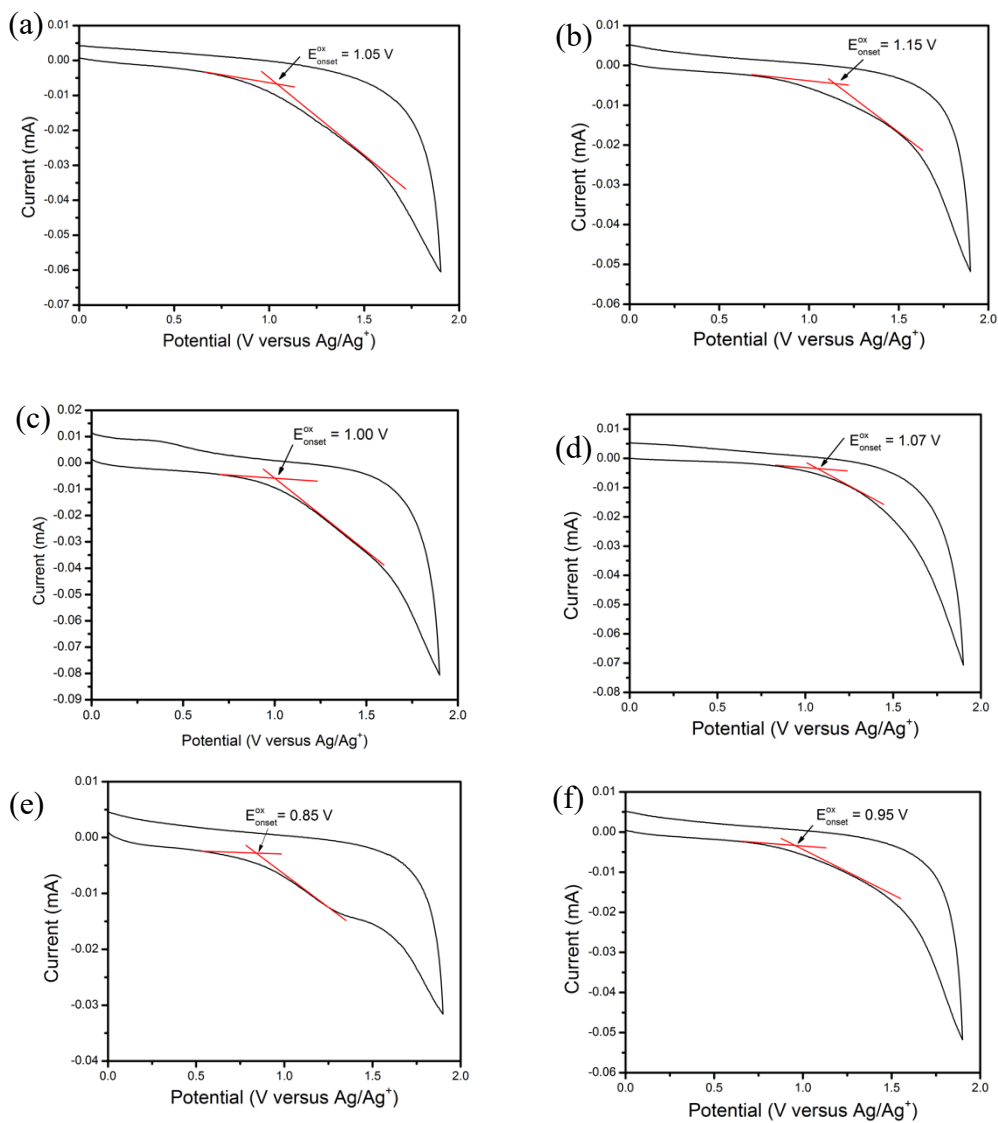 (a)
E^ox_onset = 1.05 V
0.01
0.00
-0.01
-0.02
-0.03
-0.04
-0.05
-0.06
-0.07
0.0 0.5 1.0 1.5 2.0
Current (mA)
Potential (V versus Ag/Ag⁺)
(b)
E^ox_onset = 1.15 V
0.01
0.00
-0.01
-0.02
-0.03
-0.04
-0.05
-0.06
0.0 0.5 1.0 1.5 2.0
Current (mA)
Potential (V versus Ag/Ag⁺)
(c)
E^ox_onset = 1.00 V
0.02
0.01
0.00
-0.01
-0.02
-0.03
-0.04
-0.05
-0.06
-0.07
-0.08
-0.09
0.0 0.5 1.0 1.5 2.0
Current (mA)
Potential (V versus Ag/Ag⁺)
(d)
E^ox_onset = 1.07 V
0.01
0.00
-0.01
-0.02
-0.03
-0.04
-0.05
-0.06
-0.07
-0.08
0.0 0.5 1.0 1.5 2.0
Current (mA)
Potential (V versus Ag/Ag⁺)
(e)
E^ox_onset = 0.85 V
0.01
0.00
-0.01
-0.02
-0.03
-0.04
0.0 0.5 1.0 1.5 2.0
Current (mA)
Potential (V versus Ag/Ag⁺)
(f)
E^ox_onset = 0.95 V
0.01
0.00
-0.01
-0.02
-0.03
-0.04
-0.05
-0.06
0.0 0.5 1.0 1.5 2.0
Current (mA)
Potential (V versus Ag/Ag⁺)